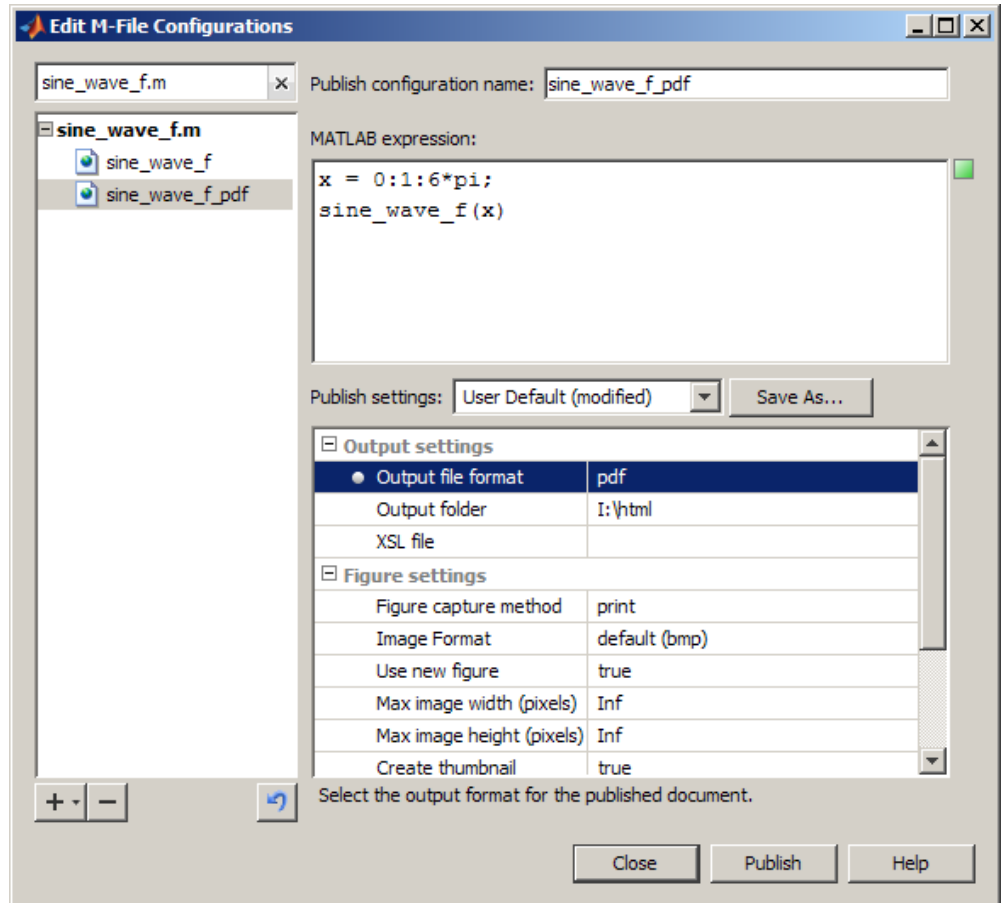 Edit M-File Configurations
sine_wave_f.m
Publish configuration name: sine_wave_f_pdf
sine_wave_f.m
sine_wave_f
sine_wave_f_pdf
MATLAB expression:
x = 0:1:6*pi;
sine_wave_f(x)
Publish settings: User Default (modified) Save As...
Output settings
Output file format pdf
Output folder I:\html
XSL file
Figure settings
Figure capture method print
Image Format default (bmp)
Use new figure true
Max image width (pixels) Inf
Max image height (pixels) Inf
Create thumbnail true
Select the output format for the published document.
Close Publish Help